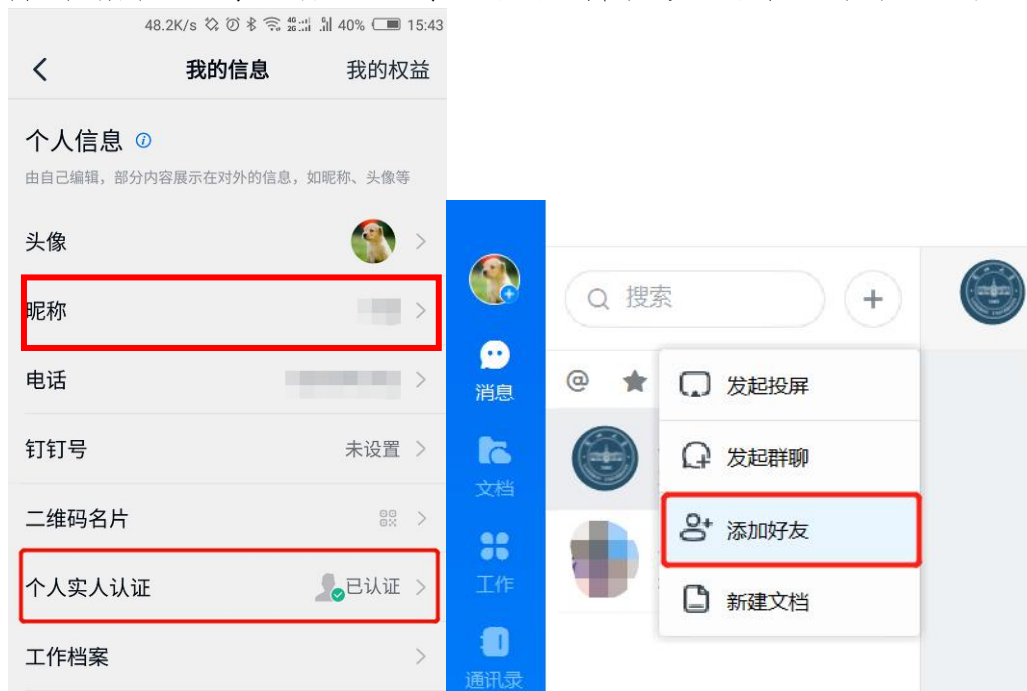 48.2K/s 46 26 40% 15:43
我的信息 我的权益
个人信息
由自己编辑，部分内容展示在对外的信息，如昵称、头像等
头像
昵称
电话
钉钉号 未设置
二维码名片
个人实人认证 已认证
工作档案
消息
文档
工作
通讯录
搜索
@
发起投屏
发起群聊
添加好友
新建文档